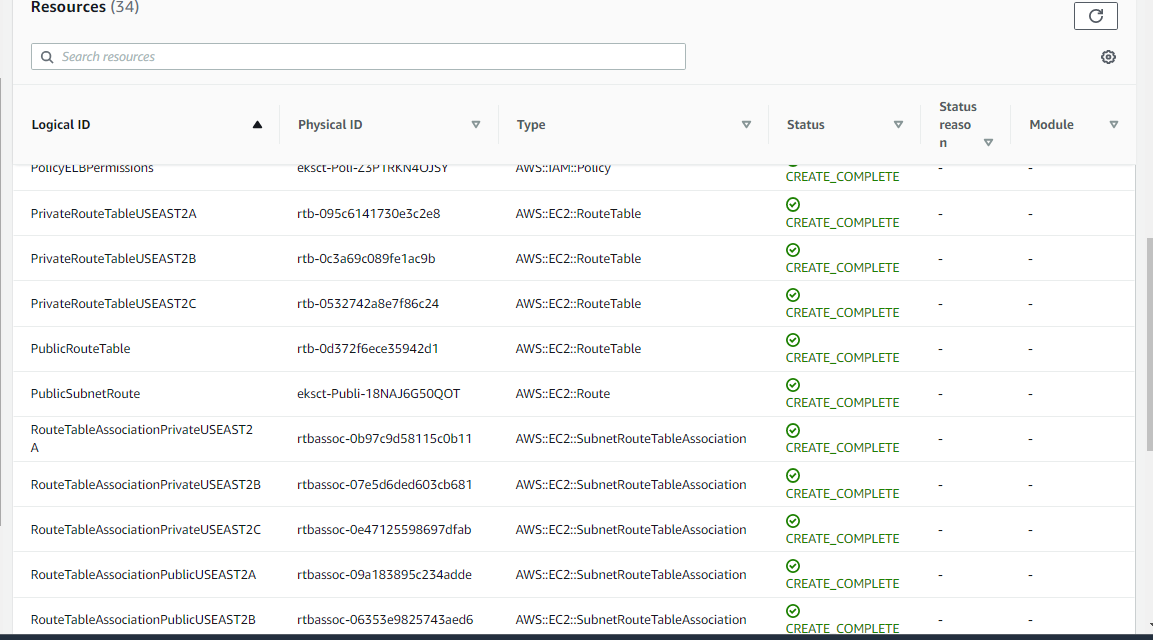 Resources (34)
Search resources
Logical ID Physical ID Type Status Status reaso n Module
PolicyELBPermissions eksct-Poli-Z3P1RKN4OJSY AWS::IAM::Policy CREATE_COMPLETE - -
PrivateRouteTableUSEAST2A rtb-095c6141730e3c2e8 AWS::EC2::RouteTable CREATE_COMPLETE - -
PrivateRouteTableUSEAST2B rtb-0c3a69c089fe1ac9b AWS::EC2::RouteTable CREATE_COMPLETE - -
PrivateRouteTableUSEAST2C rtb-0532742a8e7f86c24 AWS::EC2::RouteTable CREATE_COMPLETE - -
PublicRouteTable rtb-0d372f6ece35942d1 AWS::EC2::RouteTable CREATE_COMPLETE - -
PublicSubnetRoute eksct-Publi-18NAJ6G50QOT AWS::EC2::Route CREATE_COMPLETE - -
RouteTableAssociationPrivateUSEAST2
A rtbassoc-0b97c9d58115c0b11 AWS::EC2::SubnetRouteTableAssociation CREATE_COMPLETE - -
RouteTableAssociationPrivateUSEAST2B rtbassoc-07e5d6ded603cb681 AWS::EC2::SubnetRouteTableAssociation CREATE_COMPLETE - -
RouteTableAssociationPrivateUSEAST2C rtbassoc-0e47125598697dfab AWS::EC2::SubnetRouteTableAssociation CREATE_COMPLETE - -
RouteTableAssociationPublicUSEAST2A rtbassoc-09a183895c234adde AWS::EC2::SubnetRouteTableAssociation CREATE_COMPLETE - -
RouteTableAssociationPublicUSEAST2B rtbassoc-06353e9825743aed6 AWS::EC2::SubnetRouteTableAssociation CREATE_COMPLETE - -